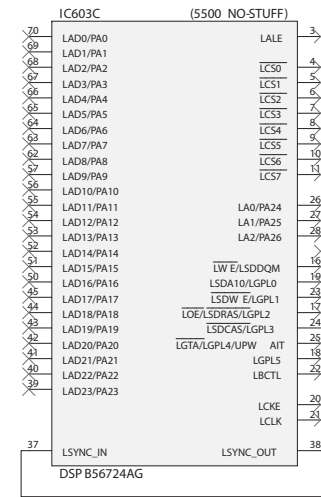 IC603C (5500 NO-STUFF)
70 LAD0/PA0 LALE 3
69 LAD1/PA1
68 LAD2/PA2 LCS0 4
67 LAD3/PA3 LCS1 5
66 LAD4/PA4 LCS2 6
65 LAD5/PA5 LCS3 7
64 LAD6/PA6 LCS4 8
63 LAD7/PA7 LCS5 9
62 LAD8/PA8 LCS6 10
57 LAD9/PA9 LCS7 11
56 LAD10/PA10
55 LAD11/PA11 LA0/PA24 26
54 LAD12/PA12 LA1/PA25 27
53 LAD13/PA13 LA2/PA26 28
52 LAD14/PA14
51 LAD15/PA15 LW E/LSDDQM 16
50 LAD16/PA16 LSDA10/LGPL0 19
45 LAD17/PA17 LSDW E/LGPL1 23
44 LAD18/PA18 LOE/LSDRAS/LGPL2 17
43 LAD19/PA19 LSDCAS/LGPL3 24
42 LAD20/PA20 LGTA/LGPL4/UPW AIT 25
41 LAD21/PA21 LGPL5 18
40 LAD22/PA22 LBCTL 22
39 LAD23/PA23
LCKE 20
LCLK 21
37 LSYNC_IN LSYNC_OUT 38
DSP B56724AG